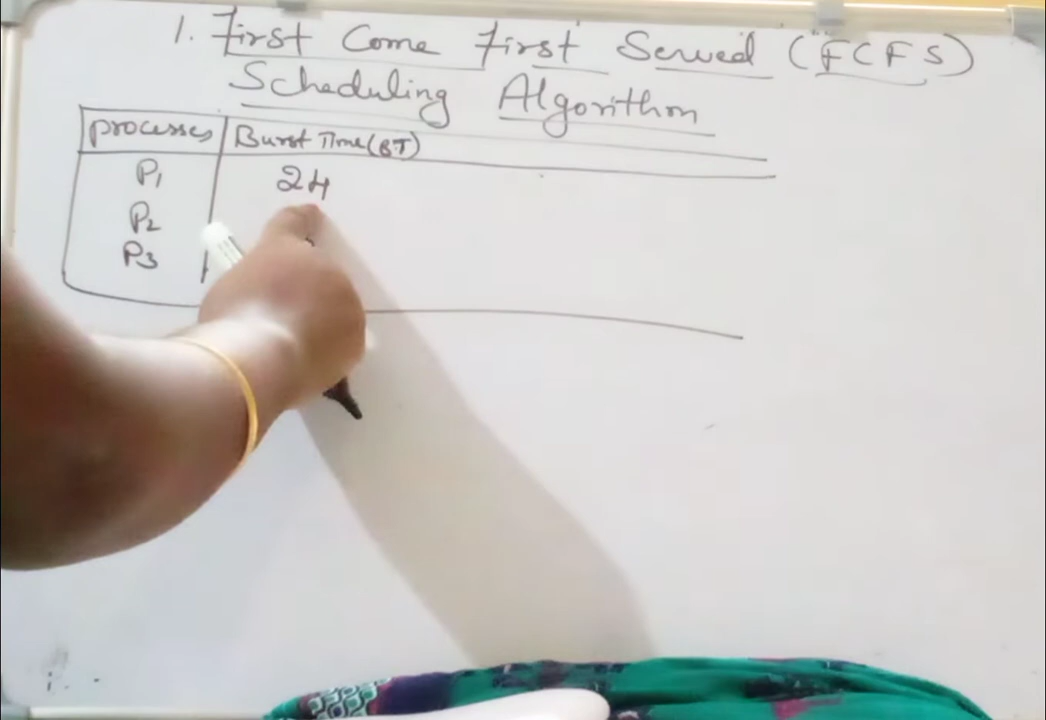 1. First Come First Served (FCFS)
Scheduling Algorithm
processes Burst Time(BT)
P1 24
P2
P3